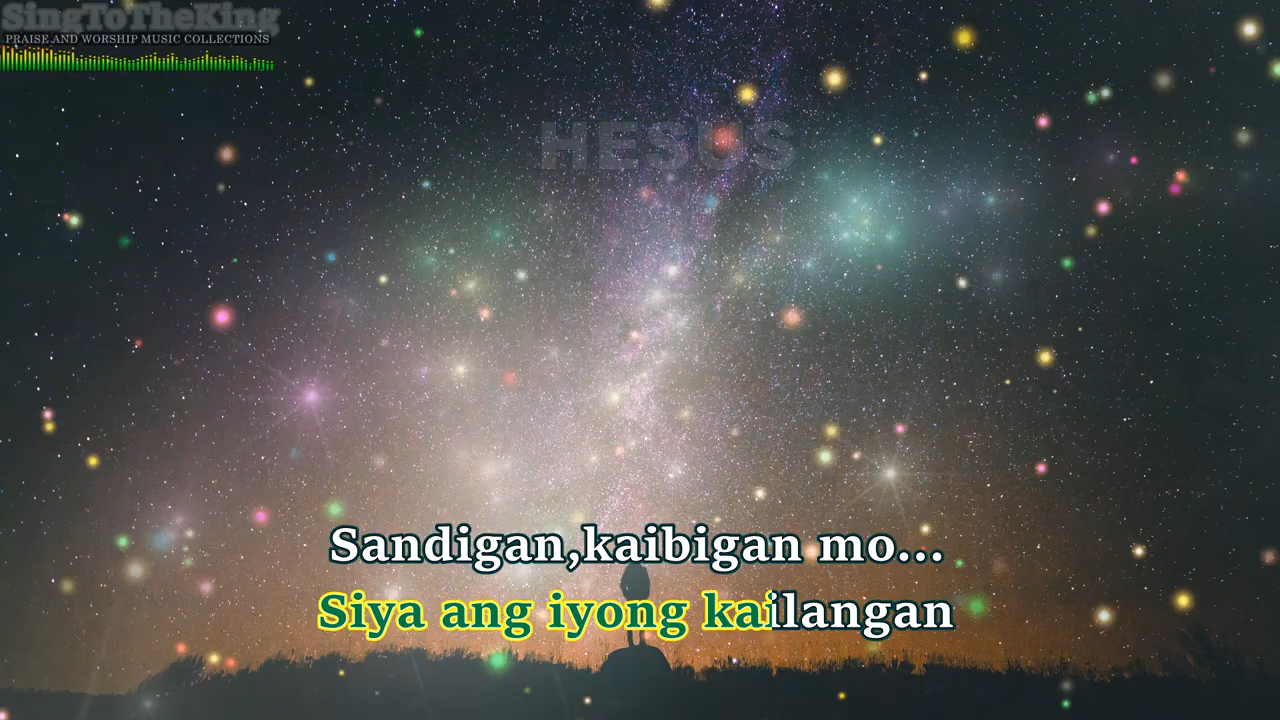 SingToTheKing
PRAISE AND WORSHIP MUSIC COLLECTIONS
HESUS
Sandigan,kaibigan mo...
Siya ang iyong kailangan